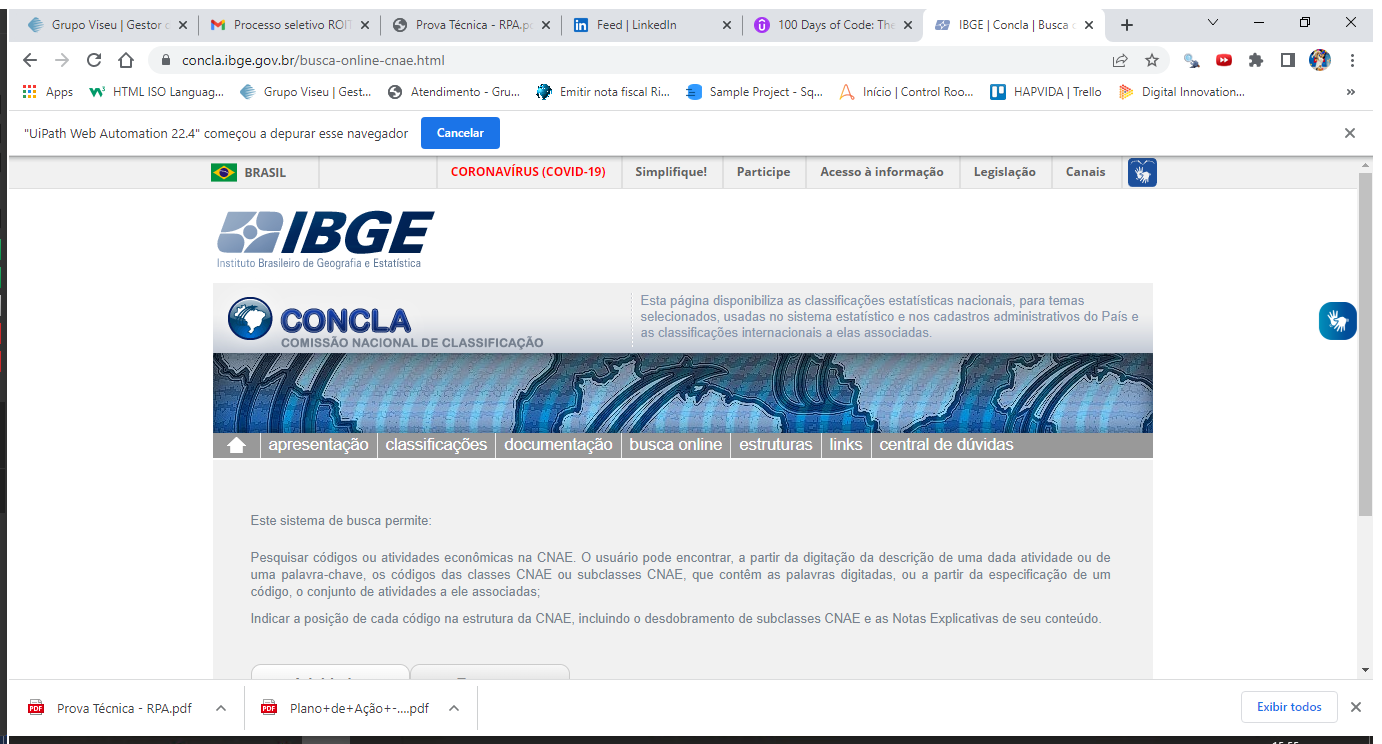 Grupo Viseu | Gestor
Processo seletivo ROIT
Prova Técnica - RPA.p
Feed | LinkedIn
100 Days of Code: The
IBGE | Concla | Busca
concla.ibge.gov.br/busca-online-cnae.html
Apps
HTML ISO Languag...
Grupo Viseu | Gest...
Atendimento - Gru...
Emitir nota fiscal Ri...
Sample Project - Sq...
Início | Control Roo...
HAPVIDA | Trello
Digital Innovation...
»
"UiPath Web Automation 22.4" começou a depurar esse navegador
Cancelar
BRASIL
CORONAVÍRUS (COVID-19)
Simplifique!
Participe
Acesso à informação
Legislação
Canais
IBGE
Instituto Brasileiro de Geografia e Estatística
CONCLA
COMISSÃO NACIONAL DE CLASSIFICAÇÃO
Esta página disponibiliza as classificações estatísticas nacionais, para temas
selecionados, usadas no sistema estatístico e nos cadastros administrativos do País e
as classificações internacionais a elas associadas.
apresentação
classificações
documentação
busca online
estruturas
links
central de dúvidas
Este sistema de busca permite:
Pesquisar códigos ou atividades econômicas na CNAE. O usuário pode encontrar, a partir da digitação da descrição de uma dada atividade ou de
uma palavra-chave, os códigos das classes CNAE ou subclasses CNAE, que contêm as palavras digitadas, ou a partir da especificação de um
código, o conjunto de atividades a ele associadas;
Indicar a posição de cada código na estrutura da CNAE, incluindo o desdobramento de subclasses CNAE e as Notas Explicativas de seu conteúdo.
PDF
Prova Técnica - RPA.pdf
PDF
Plano+de+Ação+-....pdf
Exibir todos